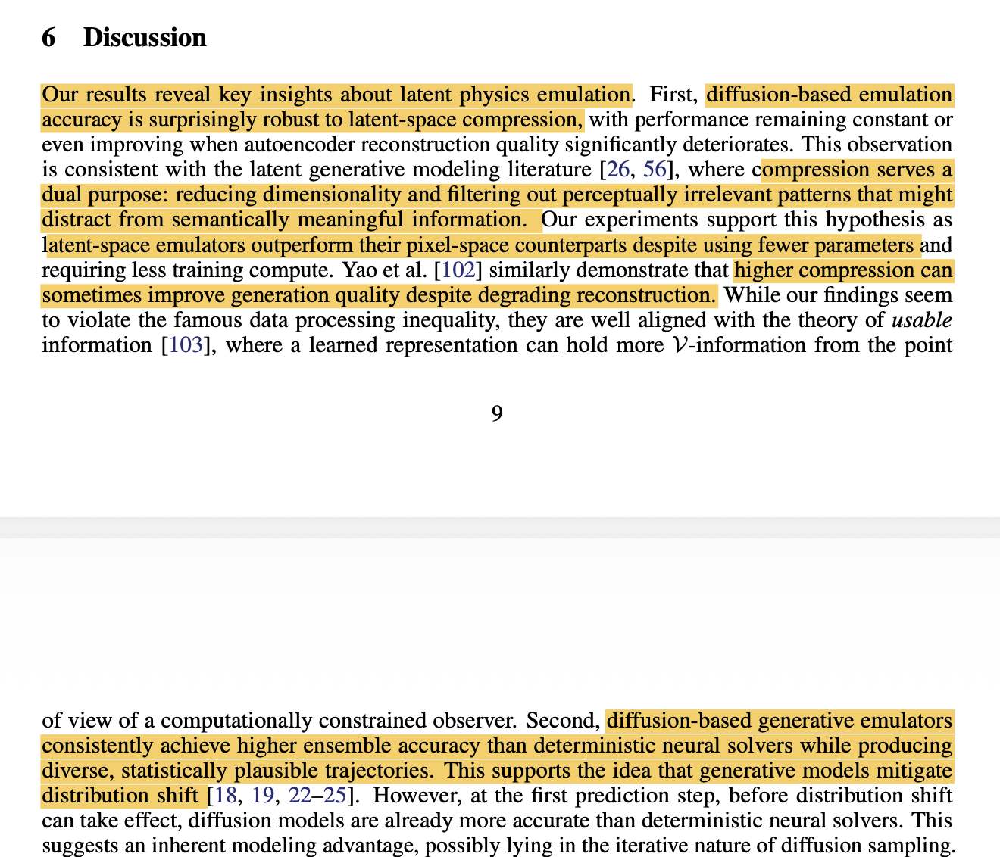 6 Discussion
Our results reveal key insights about latent physics emulation. First, diffusion-based emulation
accuracy is surprisingly robust to latent-space compression, with performance remaining constant or
even improving when autoencoder reconstruction quality significantly deteriorates. This observation
is consistent with the latent generative modeling literature [26, 56], where compression serves a
dual purpose: reducing dimensionality and filtering out perceptually irrelevant patterns that might
distract from semantically meaningful information. Our experiments support this hypothesis as
latent-space emulators outperform their pixel-space counterparts despite using fewer parameters and
requiring less training compute. Yao et al. [102] similarly demonstrate that higher compression can
sometimes improve generation quality despite degrading reconstruction. While our findings seem
to violate the famous data processing inequality, they are well aligned with the theory of usable
information [103], where a learned representation can hold more 𝒱-information from the point
9
of view of a computationally constrained observer. Second, diffusion-based generative emulators
consistently achieve higher ensemble accuracy than deterministic neural solvers while producing
diverse, statistically plausible trajectories. This supports the idea that generative models mitigate
distribution shift [18, 19, 22–25]. However, at the first prediction step, before distribution shift
can take effect, diffusion models are already more accurate than deterministic neural solvers. This
suggests an inherent modeling advantage, possibly lying in the iterative nature of diffusion sampling.